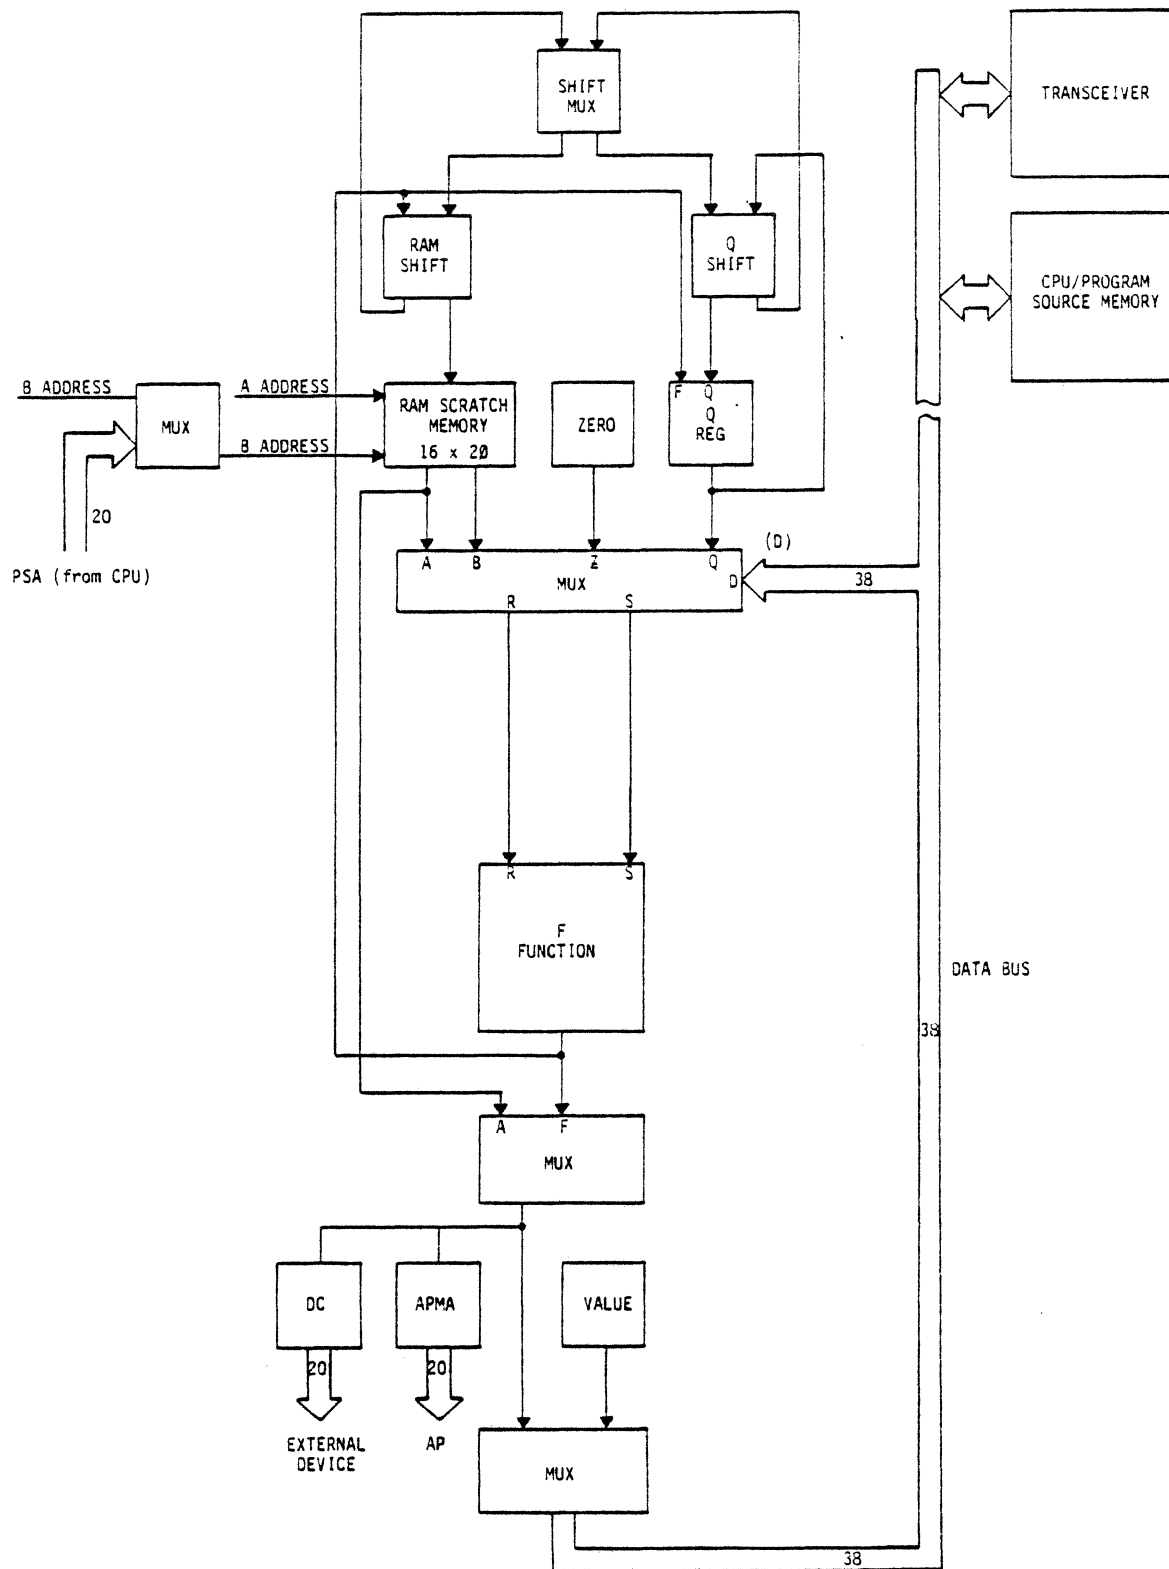 SHIFT
MUX
TRANSCEIVER
RAM
SHIFT
Q
SHIFT
CPU/PROGRAM
SOURCE MEMORY
B ADDRESS
A ADDRESS
MUX
B ADDRESS
RAM SCRATCH
MEMORY
16 x 20
ZERO
F Q
Q
REG
20
PSA (from CPU)
(D)
A B Z Q
MUX
D
38
R S
R S
F
FUNCTION
DATA BUS
38
A F
MUX
DC
APMA
VALUE
20
20
EXTERNAL
DEVICE
AP
MUX
38